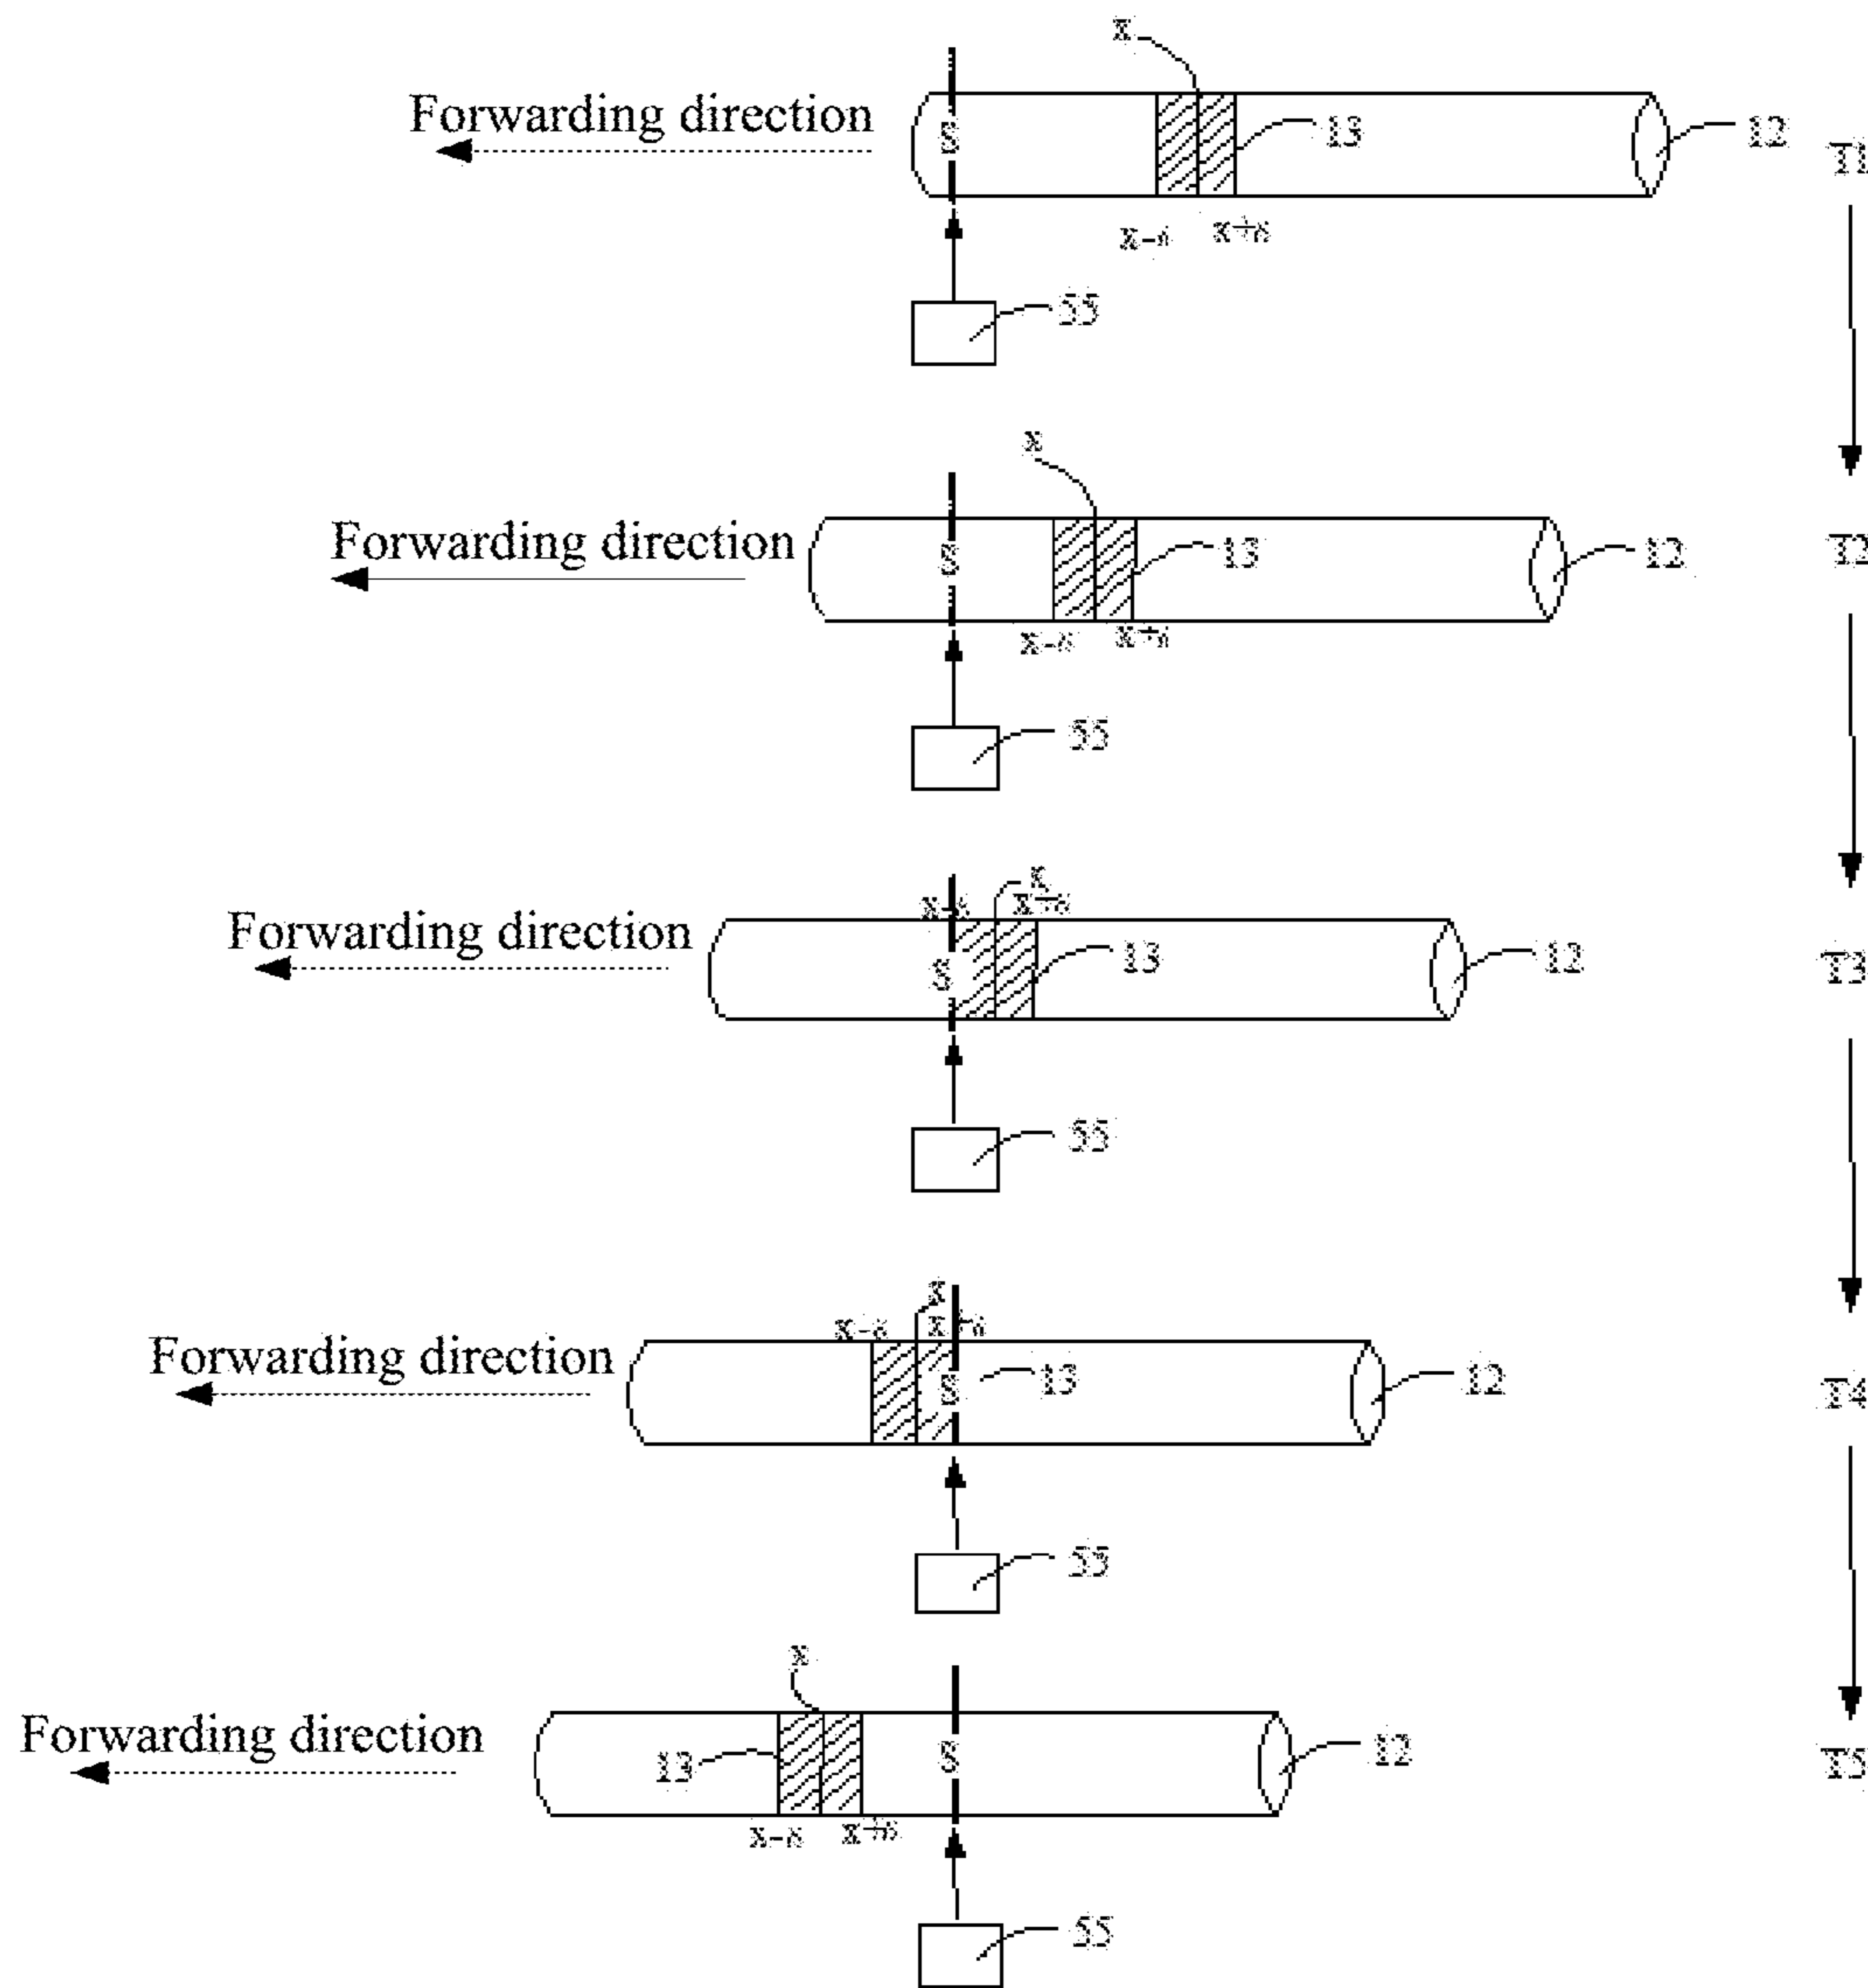 x
Forwarding direction
S
13
12
T1
x-δ
x+δ
55
x
Forwarding direction
S
13
12
T2
x-δ
x+δ
55
x
x-δ
x+δ
Forwarding direction
S
13
12
T3
55
x
x-δ
x+δ
Forwarding direction
S
13
12
T4
55
x
Forwarding direction
13
S
12
T5
x-δ
x+δ
55